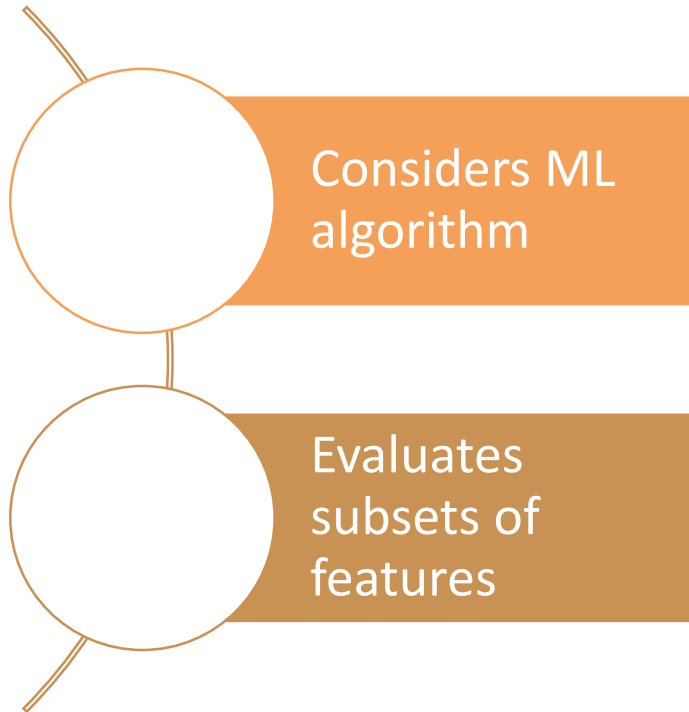 Considers ML
algorithm
Evaluates
subsets of
features